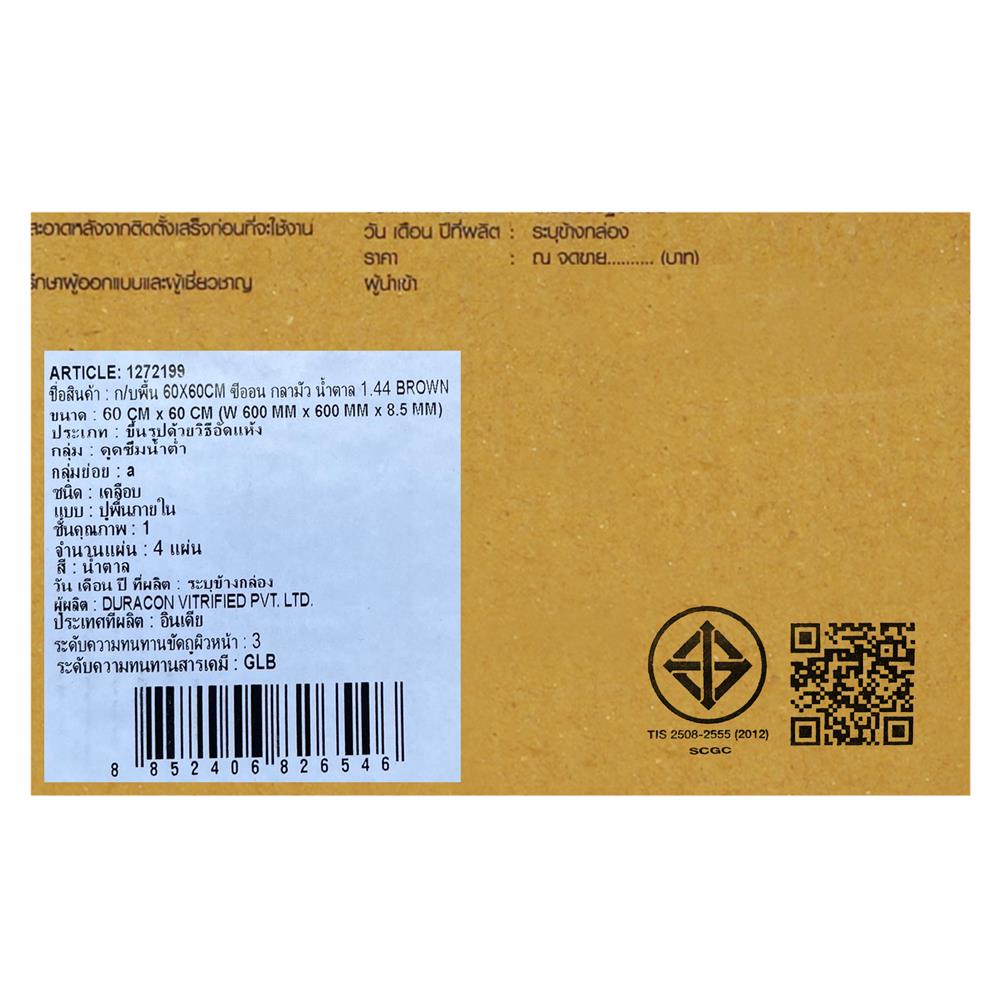 สะอาดหลังจากติดตั้งเสร็จก่อนที่จะใช้งาน
รึกษาผู้ออกแบบและผู้เชี่ยวชาญ
วัน เดือน ปีที่ผลิต : ระบุข้างกล่อง
ราคา : ณ จุดขาย.......... (บาท)
ผู้นำเข้า
ARTICLE: 1272199
ชื่อสินค้า : ก/บพื้น 60X60CM ซีออน กลามัว น้ำตาล 1.44 BROWN
ขนาด : 60 CM x 60 CM (W 600 MM x 600 MM x 8.5 MM)
ประเภท : ขึ้นรูปด้วยวิธีอัดแห้ง
กลุ่ม : ดูดซึมน้ำต่ำ
กลุ่มย่อย : a
ชนิด : เคลือบ
แบบ : ปูพื้นภายใน
ชั้นคุณภาพ : 1
จำนวนแผ่น : 4 แผ่น
สี : น้ำตาล
วัน เดือน ปี ที่ผลิต : ระบุข้างกล่อง
ผู้ผลิต : DURACON VITRIFIED PVT. LTD.
ประเทศที่ผลิต : อินเดีย
ระดับความทนทานขัดถูผิวหน้า : 3
ระดับความทนทานสารเคมี : GLB
8 852406 826546
TIS 2508-2555 (2012)
SCGC